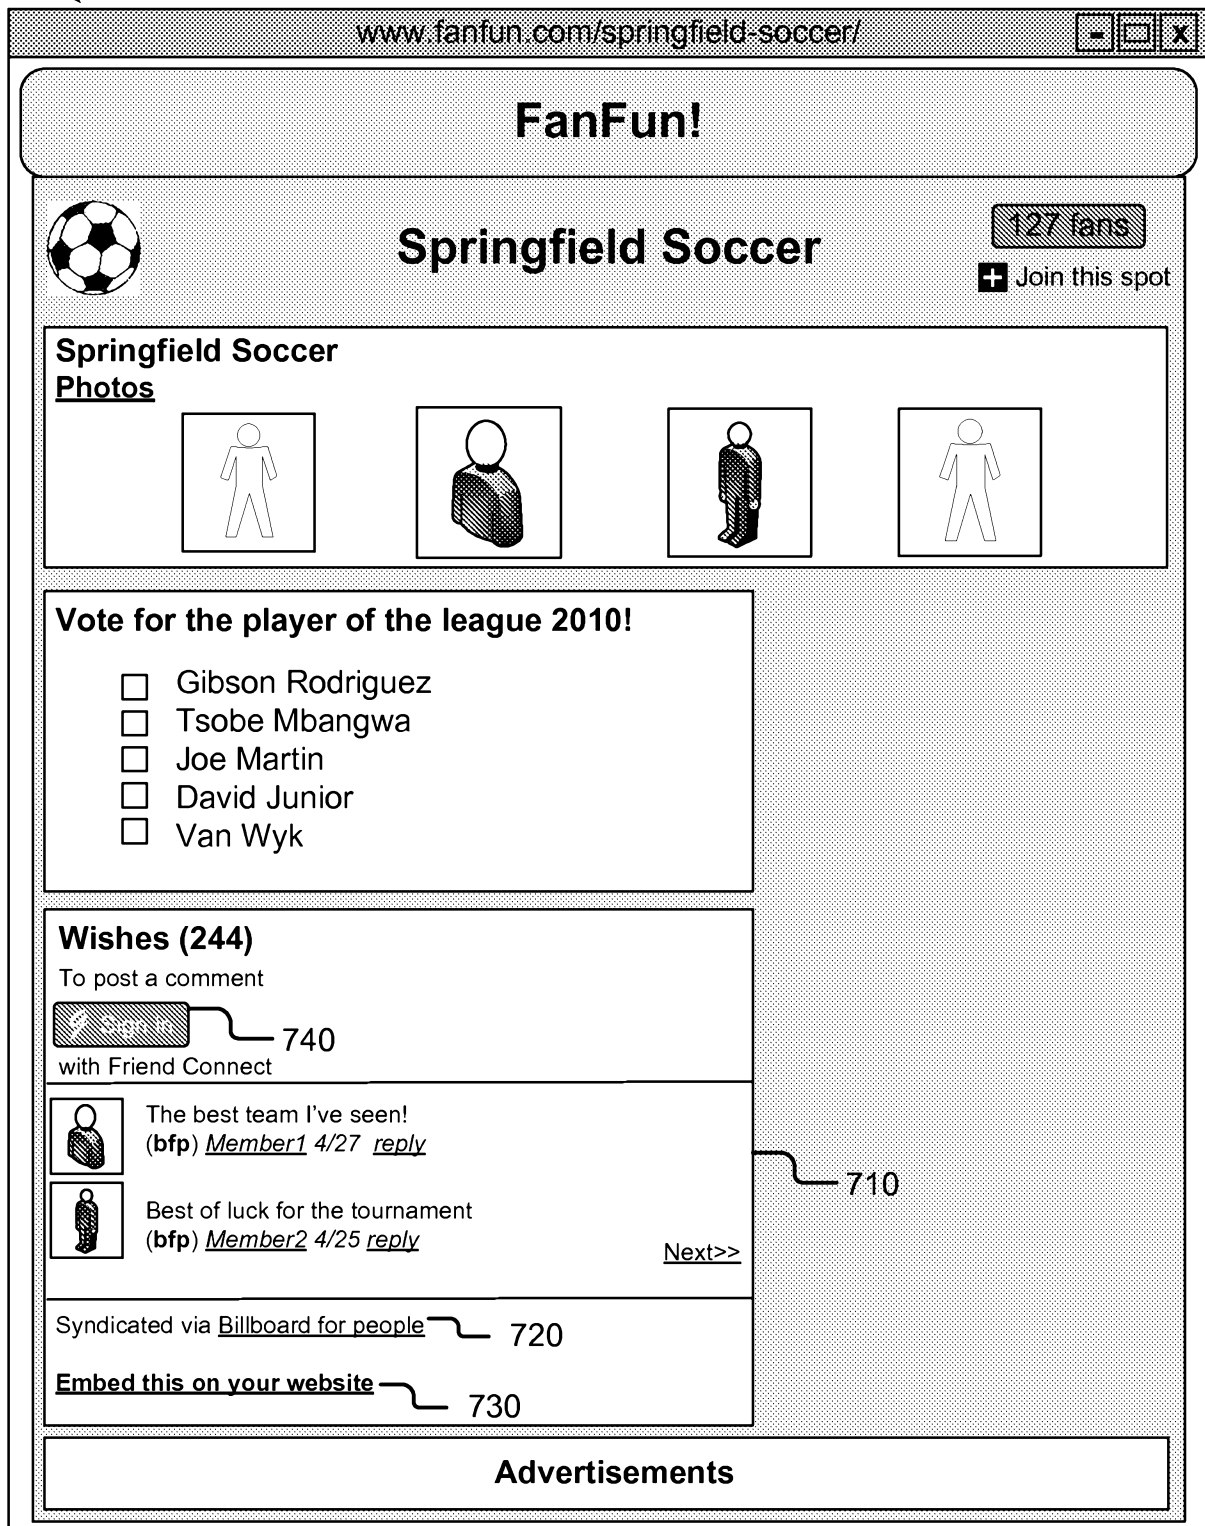 www.fanfun.com/springfield-soccer/
- X
FanFun!
Springfield Soccer
127 fans
+ Join this spot
Springfield Soccer
Photos
Vote for the player of the league 2010!
Gibson Rodriguez
Tsobe Mbangwa
Joe Martin
David Junior
Van Wyk
Wishes (244)
To post a comment
Sign in
740
with Friend Connect
The best team I've seen!
(bfp) Member1 4/27 reply
710
Best of luck for the tournament
(bfp) Member2 4/25 reply
Next>>
Syndicated via Billboard for people
720
Embed this on your website
730
Advertisements